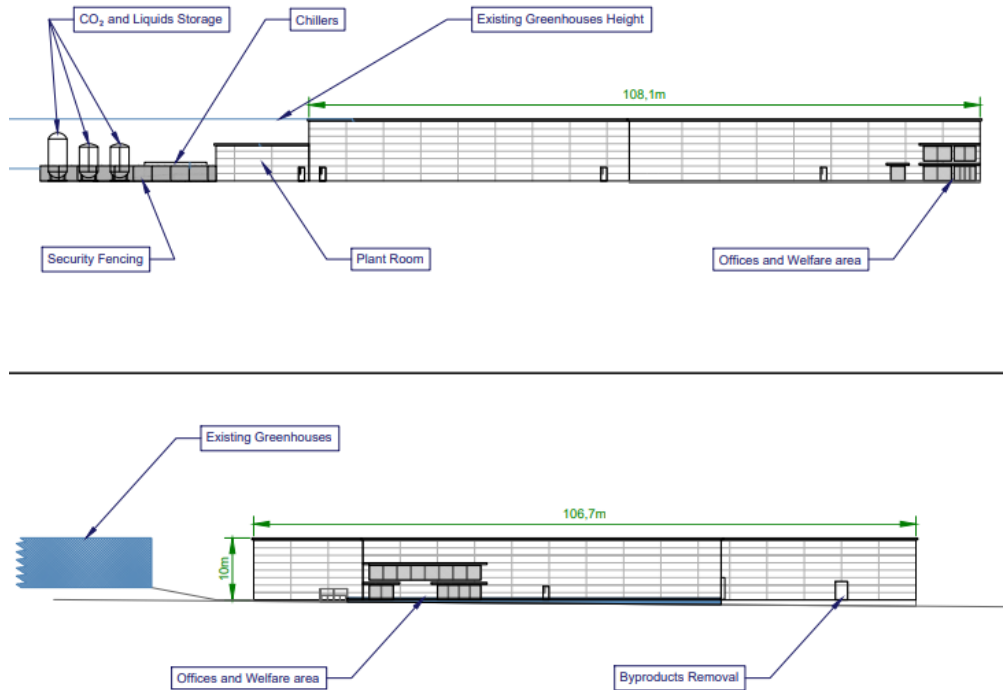 CO₂ and Liquids Storage
Chillers
Existing Greenhouses Height
108,1m
Security Fencing
Plant Room
Offices and Welfare area
Existing Greenhouses
106,7m
10m
Offices and Welfare area
Byproducts Removal